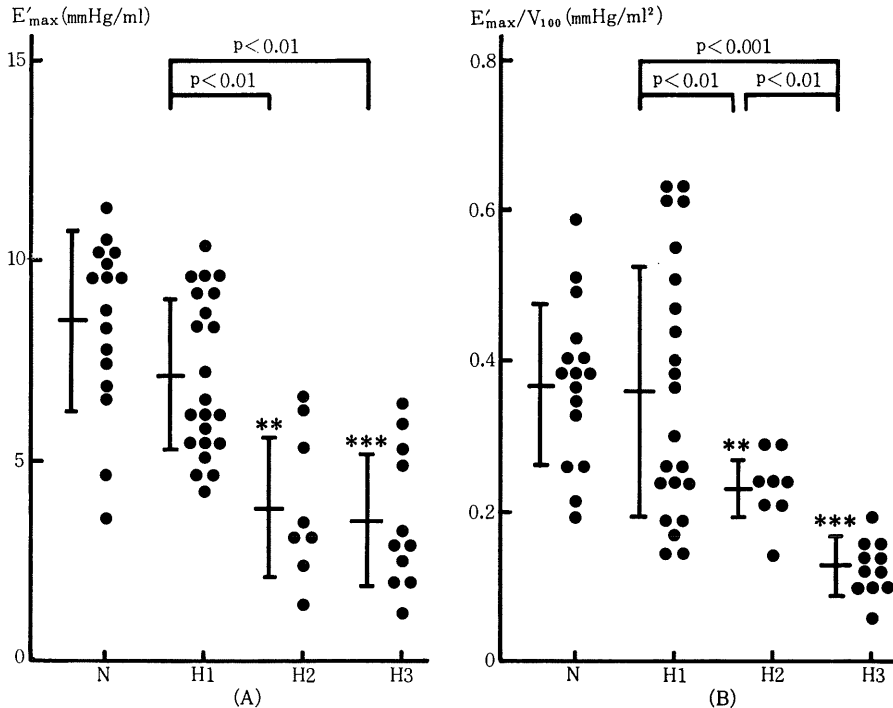 E′max (mmHg/ml)
15
10
5
0
p<0.01
p<0.01
**
***
N H1 H2 H3
(A)
E′max/V₁₀₀ (mmHg/ml²)
0.8
0.6
0.4
0.2
0
p<0.001
p<0.01 p<0.01
**
***
N H1 H2 H3
(B)